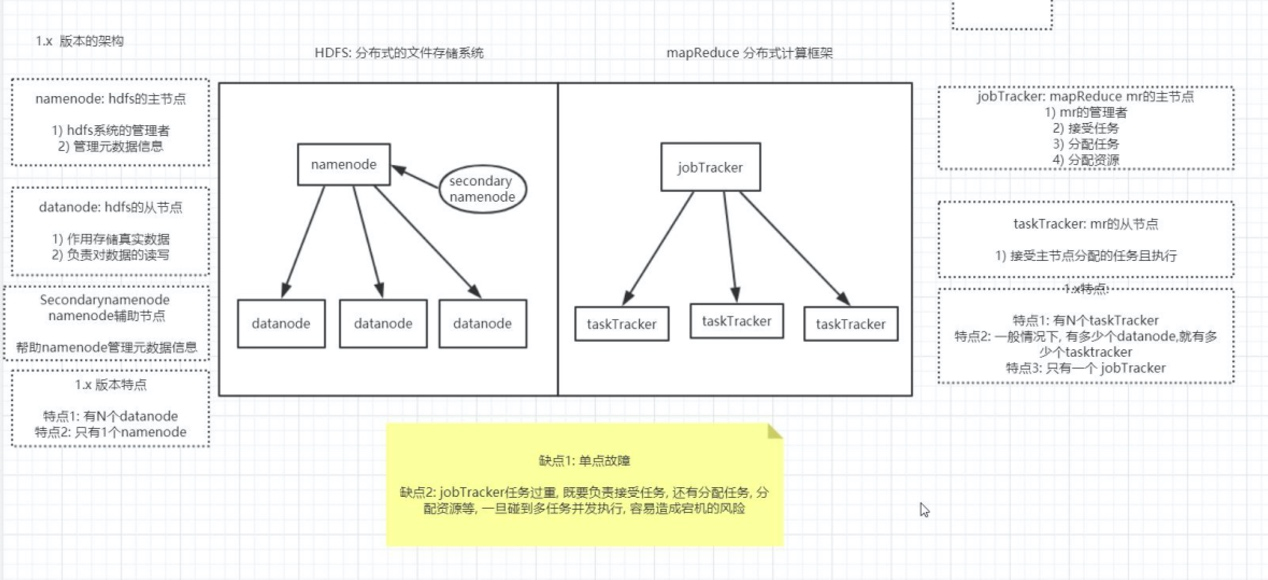 1.x 版本的架构
HDFS: 分布式的文件存储系统
mapReduce 分布式计算框架
namenode: hdfs的主节点
1) hdfs系统的管理者
2) 管理元数据信息
datanode: hdfs的从节点
1) 作用存储真实数据
2) 负责对数据的读写
Secondarynamenode
namenode辅助节点
帮助namenode管理元数据信息
1.x 版本特点
特点1: 有N个datanode
特点2: 只有1个namenode
namenode
secondary
namenode
datanode
datanode
datanode
jobTracker
taskTracker
taskTracker
taskTracker
jobTracker: mapReduce mr的主节点
1) mr的管理者
2) 接受任务
3) 分配任务
4) 分配资源
taskTracker: mr的从节点
1) 接受主节点分配的任务且执行
1.x特点:
特点1: 有N个taskTracker
特点2: 一般情况下, 有多少个datanode,就有多
少个tasktracker
特点3: 只有一个 jobTracker
缺点1: 单点故障
缺点2: jobTracker任务过重, 既要负责接受任务, 还有分配任务, 分
配资源等, 一旦碰到多任务并发执行, 容易造成宕机的风险